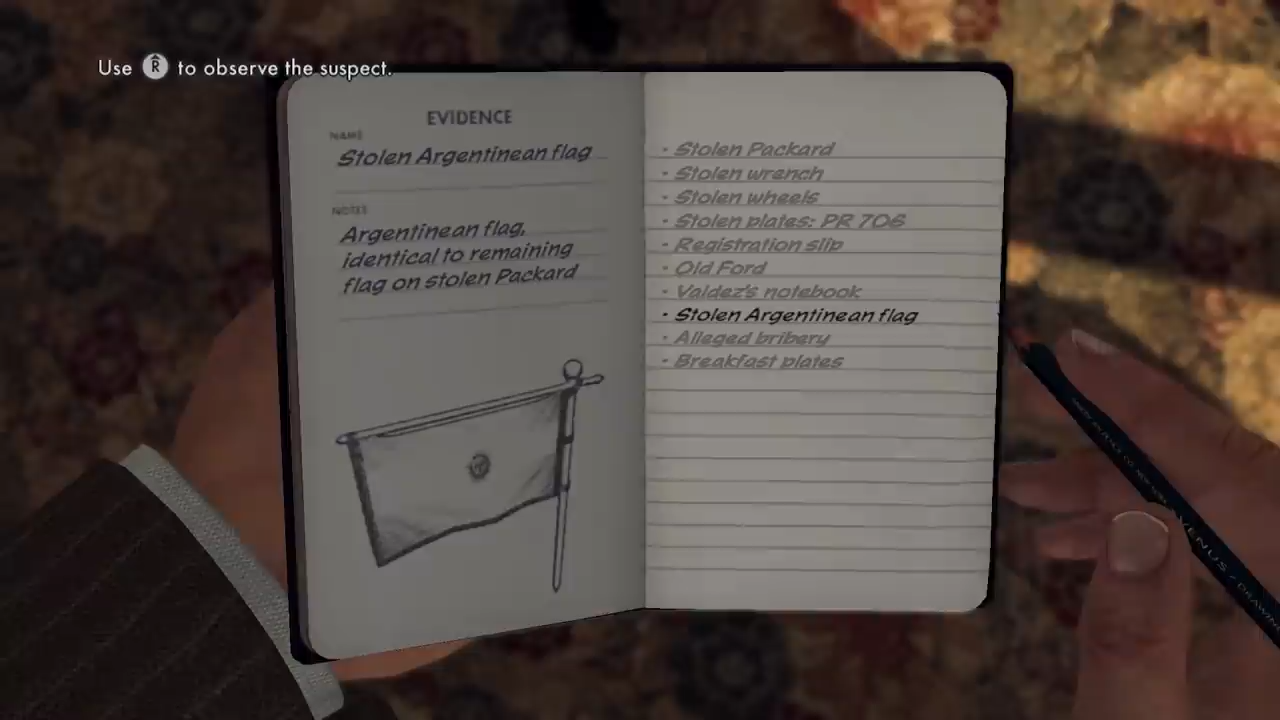 Use R to observe the suspect.
EVIDENCE
NAME
Stolen Argentinean flag
NOTES
Argentinean flag,
identical to remaining
flag on stolen Packard
• Stolen Packard
• Stolen wrench
• Stolen wheels
• Stolen plates: PR 706
• Registration slip
• Old Ford
• Valdez's notebook
• Stolen Argentinean flag
• Alleged bribery
• Breakfast plates
VENUS